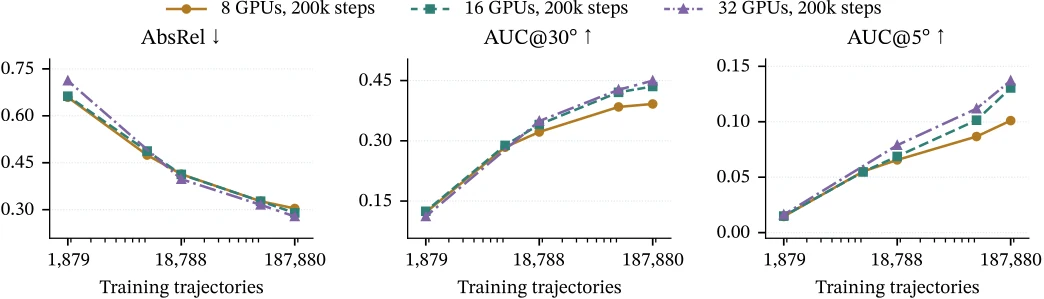 8 GPUs, 200k steps 16 GPUs, 200k steps 32 GPUs, 200k steps
AbsRel ↓ AUC@30° ↑ AUC@5° ↑
0.75
0.60
0.45
0.30
1,879 18,788 187,880
Training trajectories
0.45
0.30
0.15
1,879 18,788 187,880
Training trajectories
0.15
0.10
0.05
0.00
1,879 18,788 187,880
Training trajectories